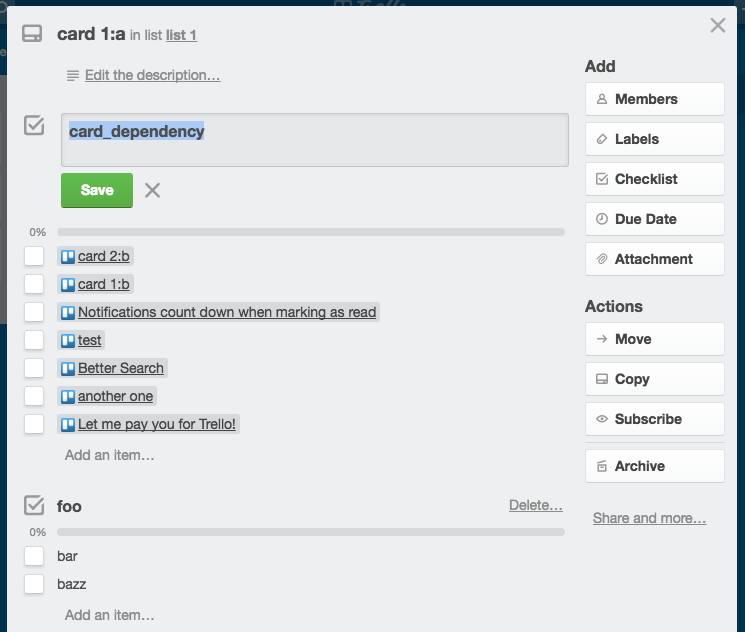 card 1:a in list list 1
Edit the description…
card_dependency
Save
0%
card 2:b
card 1:b
Notifications count down when marking as read
test
Better Search
another one
Let me pay you for Trello!
Add an item…
foo
Delete…
0%
bar
bazz
Add an item…
Add
Members
Labels
Checklist
Due Date
Attachment
Actions
Move
Copy
Subscribe
Archive
Share and more…